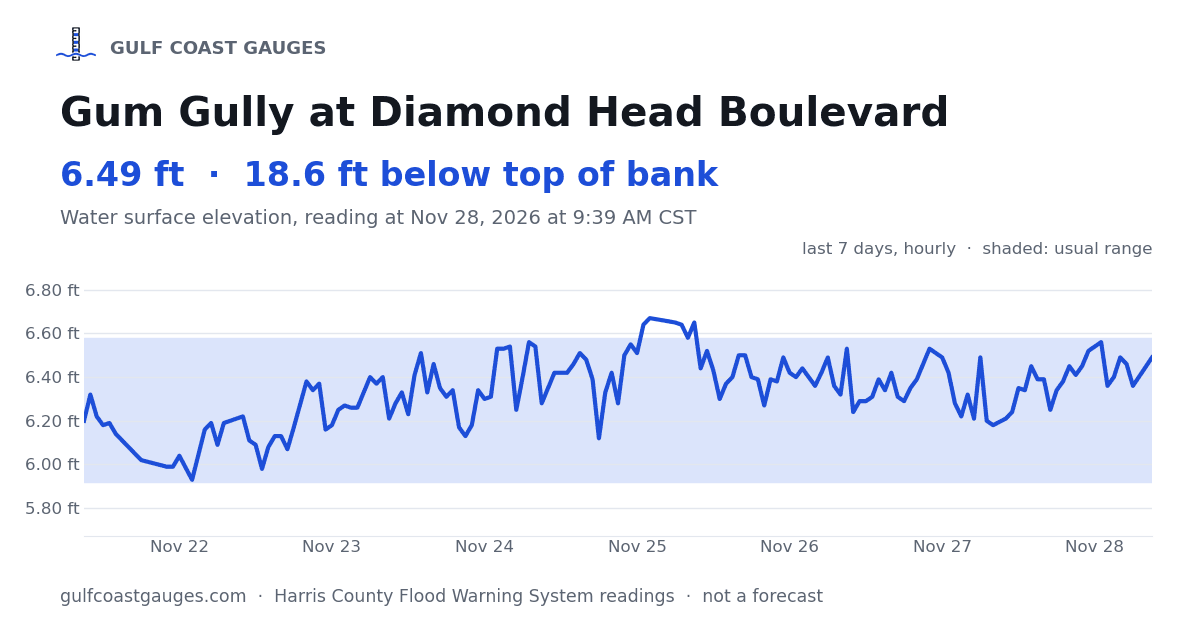 GULF COAST GAUGES
Gum Gully at Diamond Head Boulevard
6.49 ft · 18.6 ft below top of bank
Water surface elevation, reading at Nov 28, 2026 at 9:39 AM CST
last 7 days, hourly · shaded: usual range
6.80 ft
6.60 ft
6.40 ft
6.20 ft
6.00 ft
5.80 ft
Nov 22 Nov 23 Nov 24 Nov 25 Nov 26 Nov 27 Nov 28
gulfcoastgauges.com · Harris County Flood Warning System readings · not a forecast